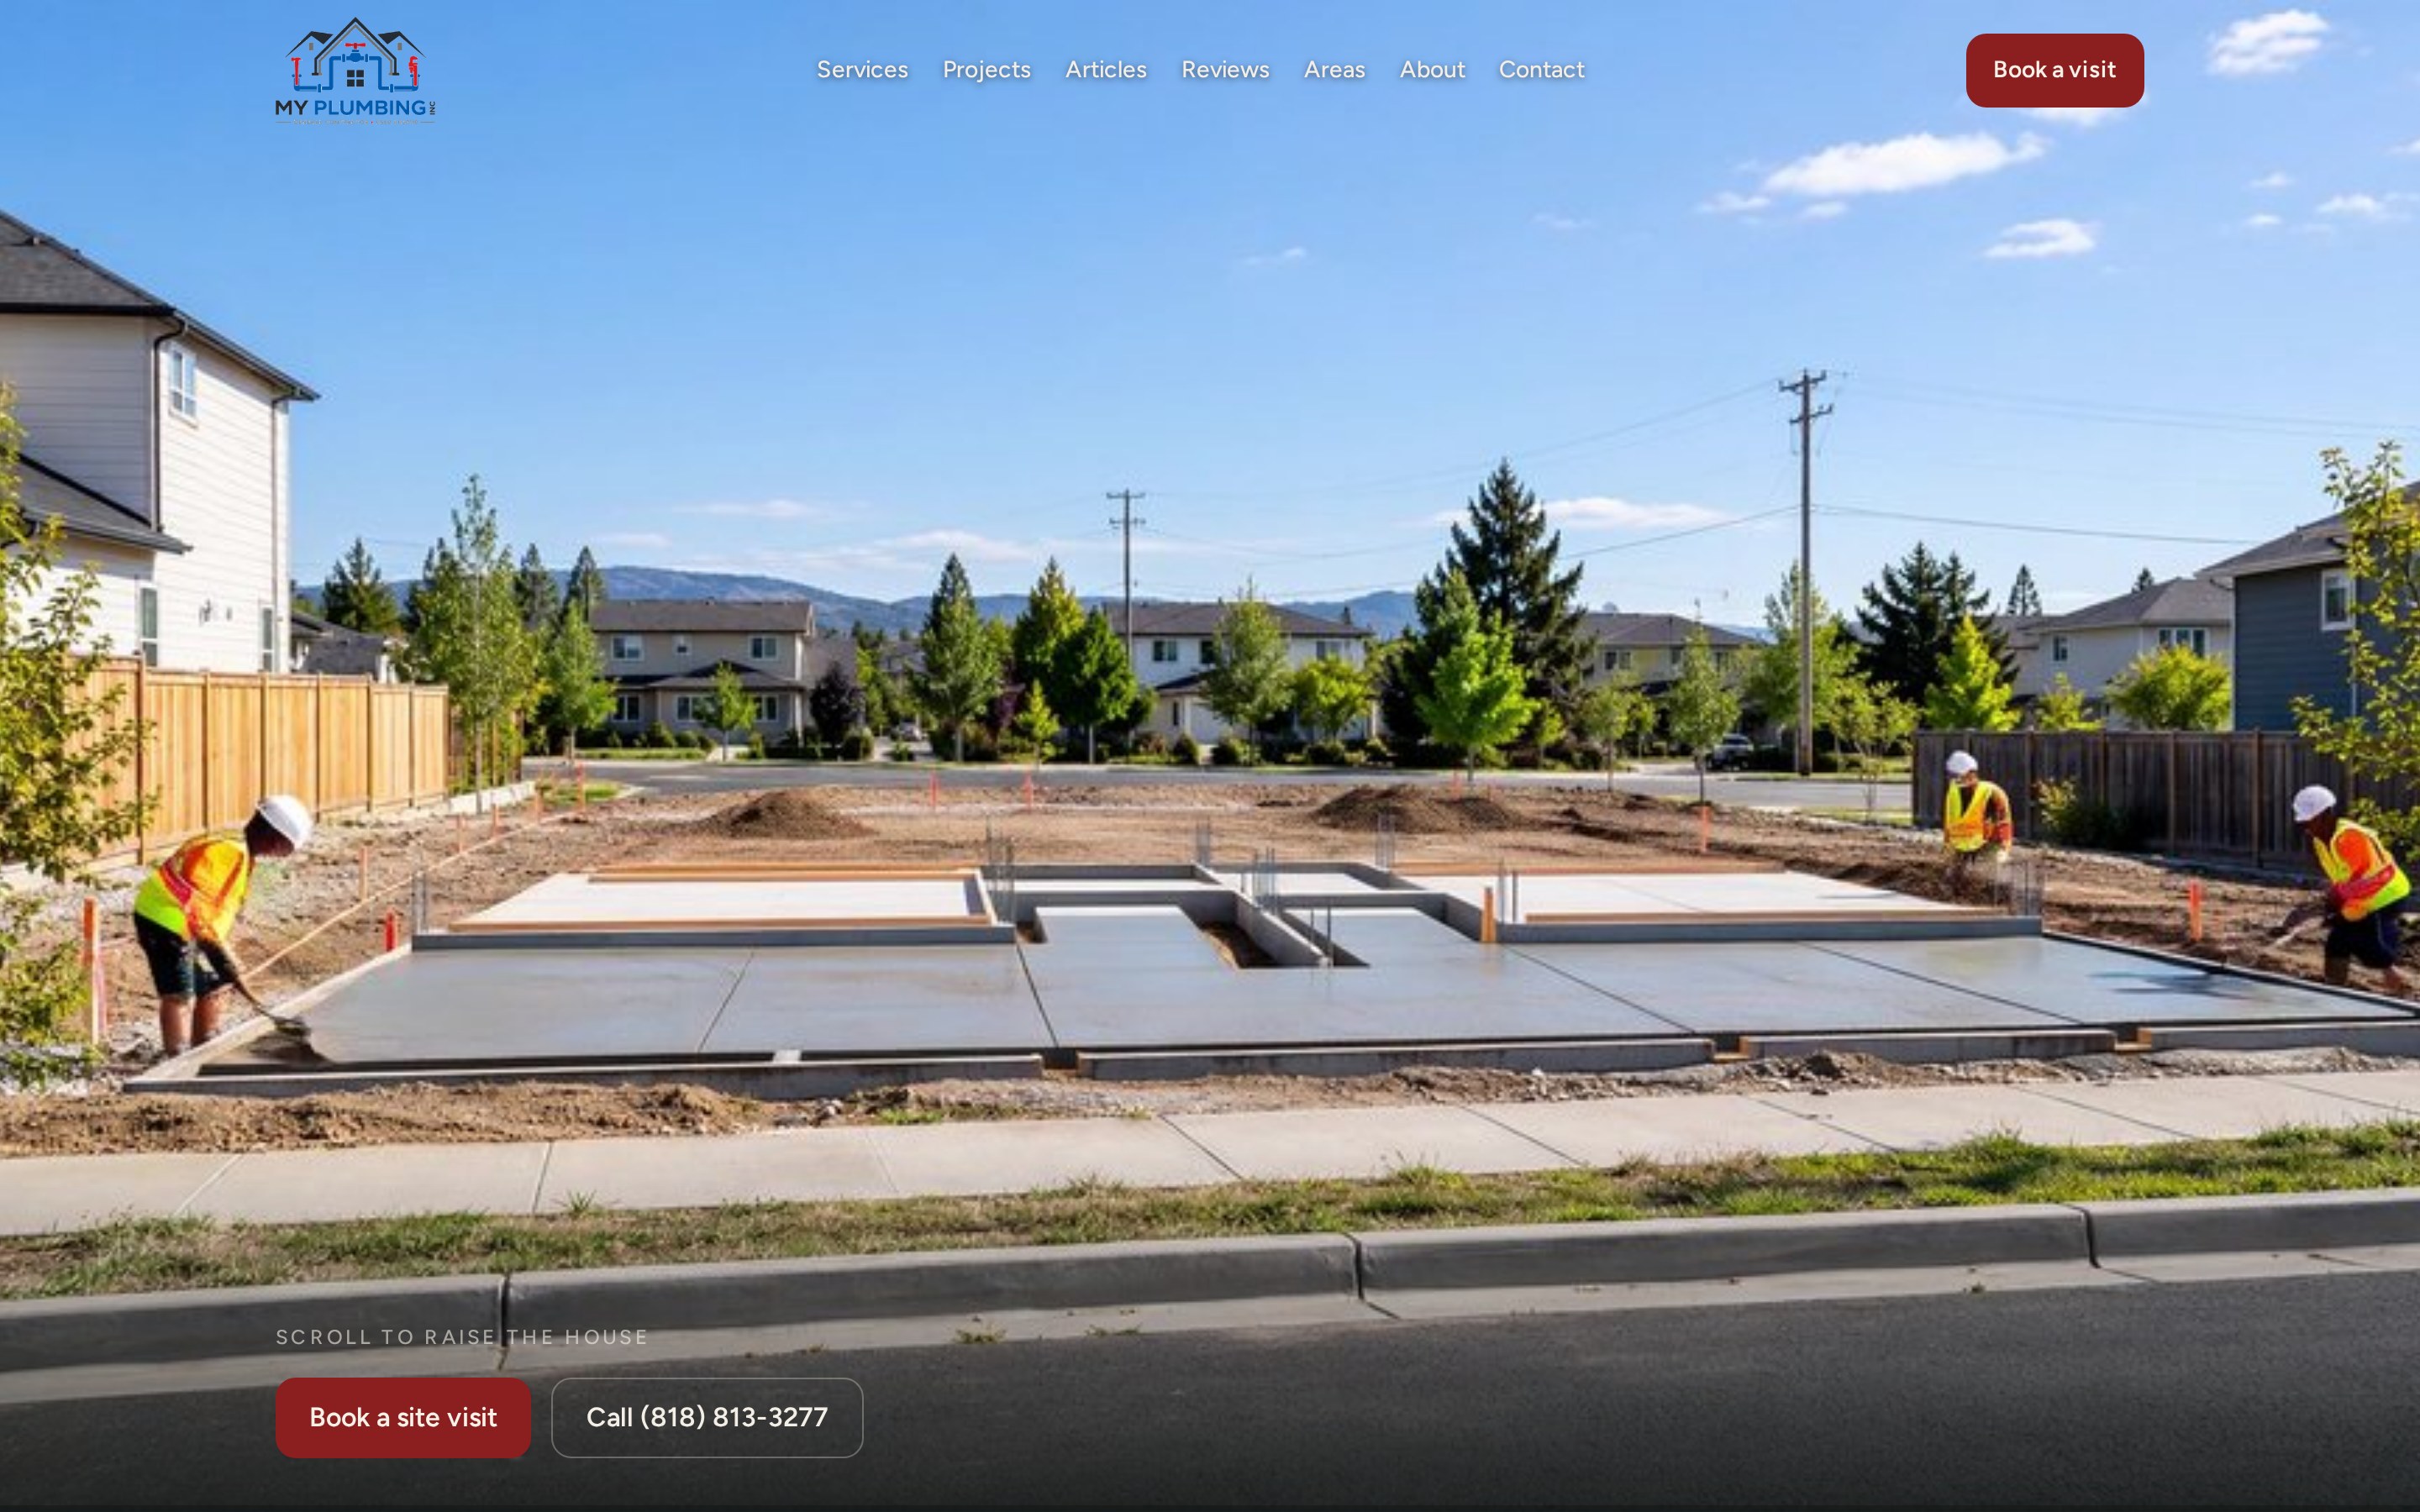 MY PLUMBING INC
Services Projects Articles Reviews Areas About Contact
Book a visit
SCROLL TO RAISE THE HOUSE
Book a site visit
Call (818) 813-3277